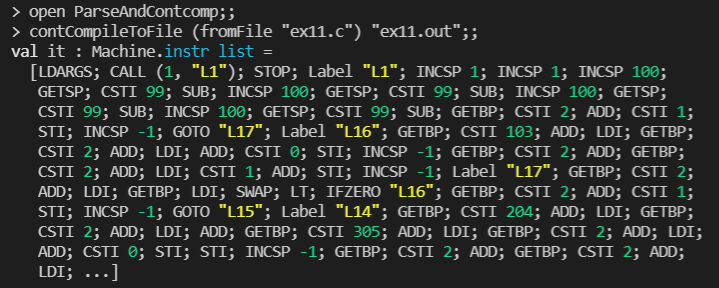 > open ParseAndContcomp;;
> contCompileToFile (fromFile "ex11.c") "ex11.out";;
val it : Machine.instr list =
[LDARGS; CALL (1, "L1"); STOP; Label "L1"; INCSP 1; INCSP 1; INCSP 100;
GETSP; CSTI 99; SUB; INCSP 100; GETSP; CSTI 99; SUB; INCSP 100; GETSP;
CSTI 99; SUB; INCSP 100; GETSP; CSTI 99; SUB; GETBP; CSTI 2; ADD; CSTI 1;
STI; INCSP -1; GOTO "L17"; Label "L16"; GETBP; CSTI 103; ADD; LDI; GETBP;
CSTI 2; ADD; LDI; ADD; CSTI 0; STI; INCSP -1; GETBP; CSTI 2; ADD; GETBP;
CSTI 2; ADD; LDI; CSTI 1; ADD; STI; INCSP -1; Label "L17"; GETBP; CSTI 2;
ADD; LDI; GETBP; LDI; SWAP; LT; IFZERO "L16"; GETBP; CSTI 2; ADD; CSTI 1;
STI; INCSP -1; GOTO "L15"; Label "L14"; GETBP; CSTI 204; ADD; LDI; GETBP;
CSTI 2; ADD; LDI; ADD; GETBP; CSTI 305; ADD; LDI; GETBP; CSTI 2; ADD; LDI;
ADD; CSTI 0; STI; STI; INCSP -1; GETBP; CSTI 2; ADD; GETBP; CSTI 2; ADD;
LDI; ...]